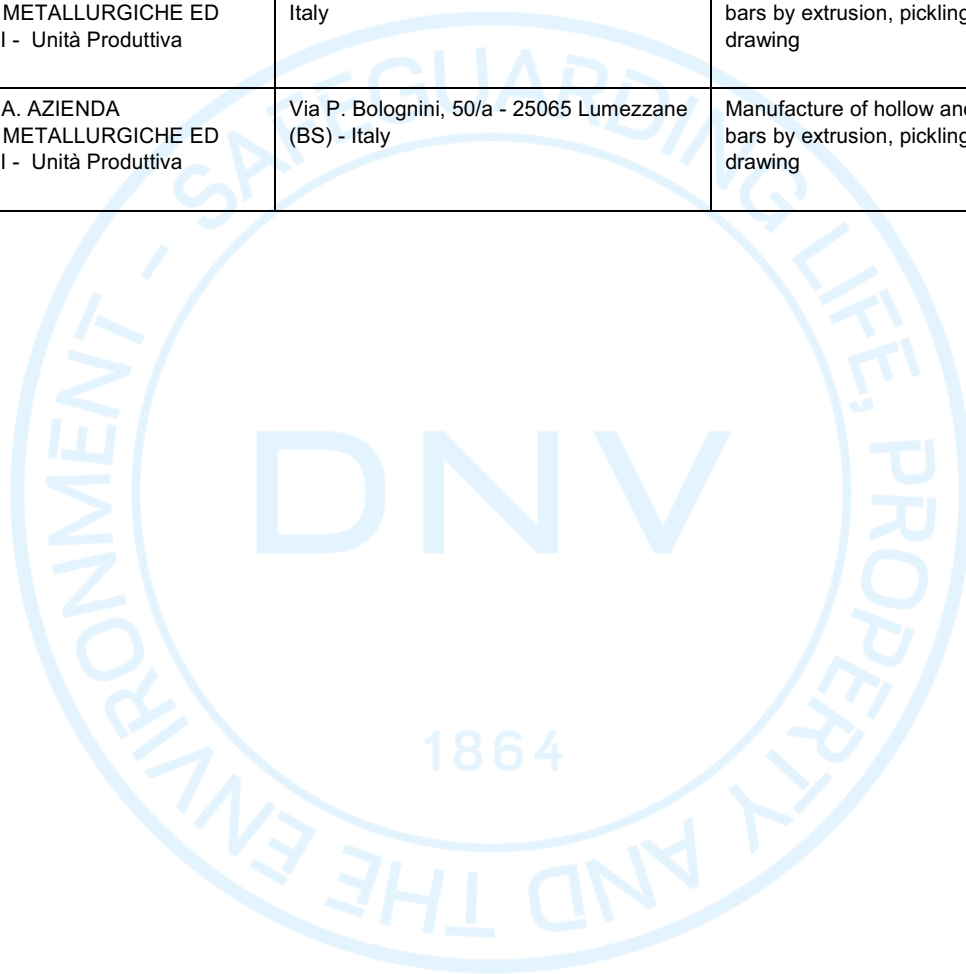 METALLURGICHE ED
I - Unità Produttiva
Italy
bars by extrusion, pickling
drawing
A. AZIENDA
METALLURGICHE ED
I - Unità Produttiva
Via P. Bolognini, 50/a - 25065 Lumezzane
(BS) - Italy
Manufacture of hollow and
bars by extrusion, pickling
drawing
SAFEGUARDING LIFE, PROPERTY AND THE ENVIRONMENT -
DNV
1864